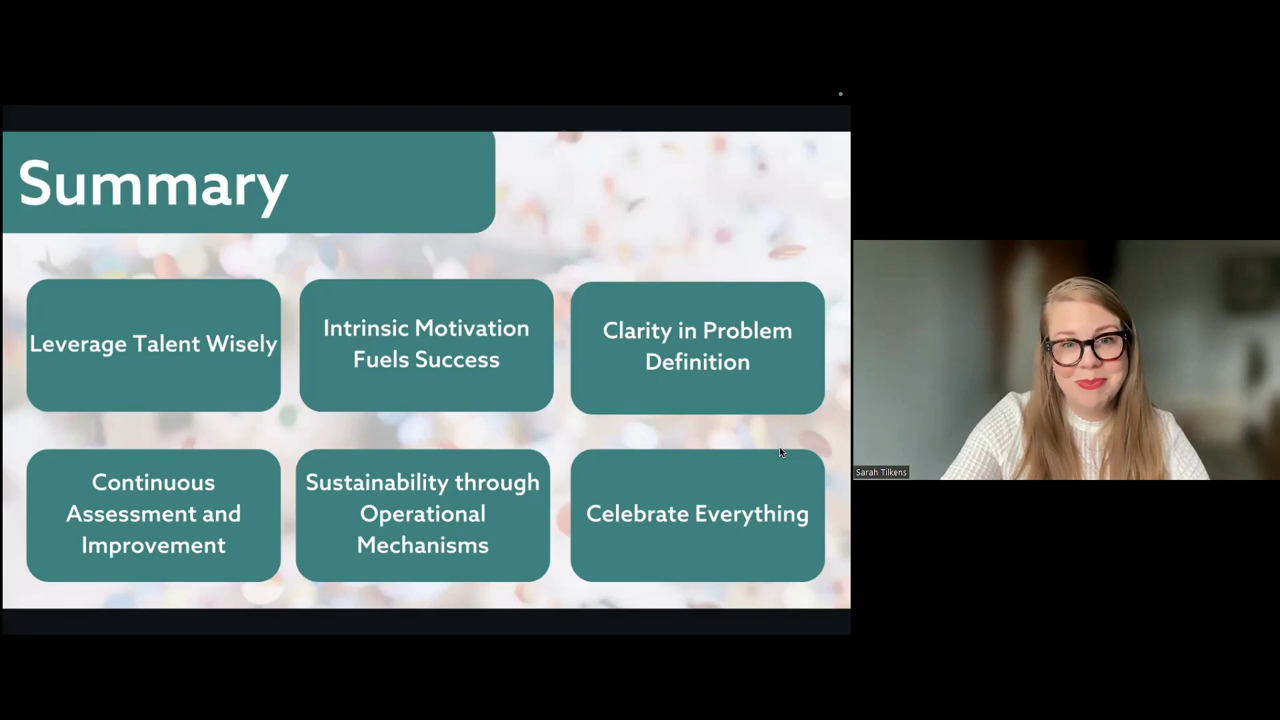 Summary
Leverage Talent Wisely
Intrinsic Motivation
Fuels Success
Clarity in Problem
Definition
Continuous
Assessment and
Improvement
Sustainability through
Operational
Mechanisms
Celebrate Everything
Sarah Tilkens